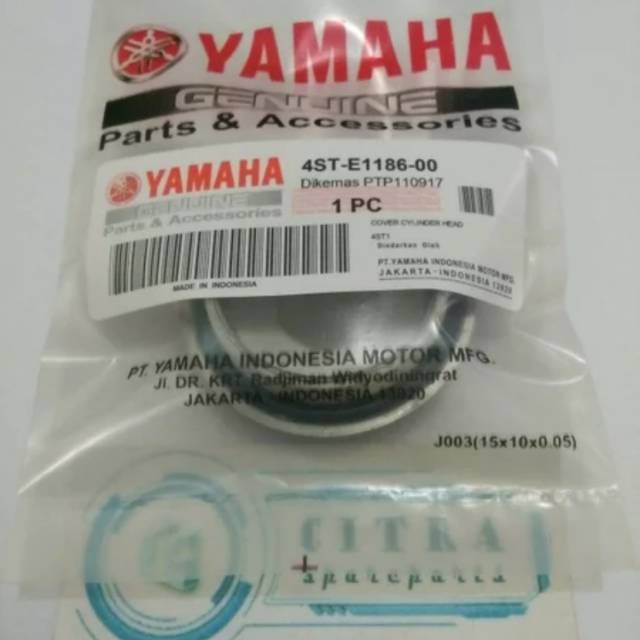 YAMAHA
GENUINE
Parts & Accessories
YAMAHA
GENUINE
Parts & Accessories
MADE IN INDONESIA
4ST-E1186-00
Dikemas PTP110917
1 PC
COVER CYLINDER HEAD
4ST1
Diedarkan Oleh
PT.YAMAHA INDONESIA MOTOR MFG.
JAKARTA-INDONESIA 13920
PT. YAMAHA INDONESIA MOTOR MFG.
Jl. DR. KRT. Radjiman Widyodiningrat
JAKARTA - INDONESIA 13920
J003(15x10x0.05)
CITRA
spareparts